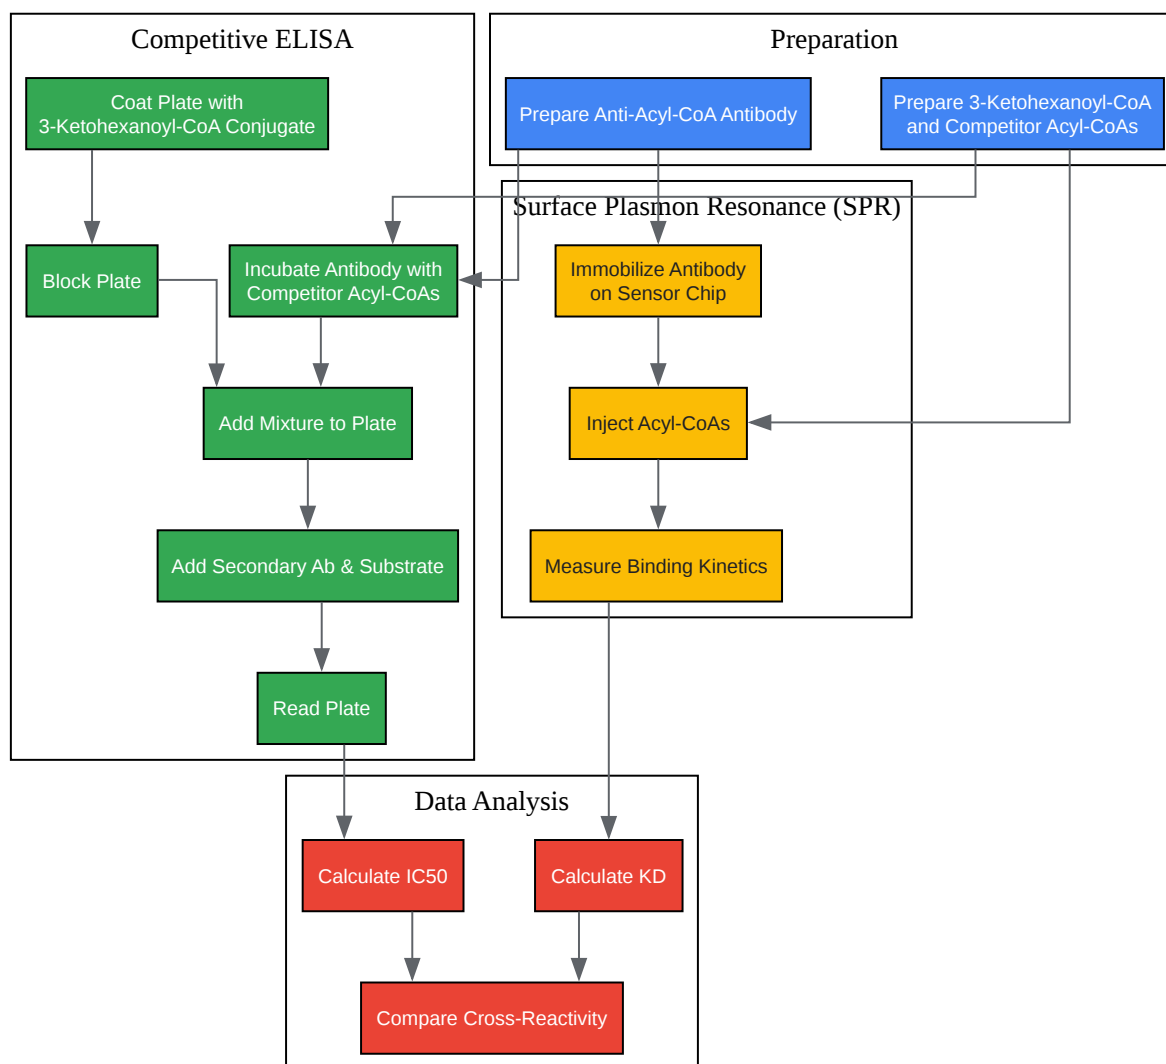 Competitive ELISA
Preparation
Coat Plate with
3-Ketohexanoyl-CoA Conjugate
Prepare Anti-Acyl-CoA Antibody
Prepare 3-Ketohexanoyl-CoA
and Competitor Acyl-CoAs
Surface Plasmon Resonance (SPR)
Block Plate
Incubate Antibody with
Competitor Acyl-CoAs
Immobilize Antibody
on Sensor Chip
Add Mixture to Plate
Inject Acyl-CoAs
Add Secondary Ab & Substrate
Measure Binding Kinetics
Read Plate
Data Analysis
Calculate IC50
Calculate KD
Compare Cross-Reactivity